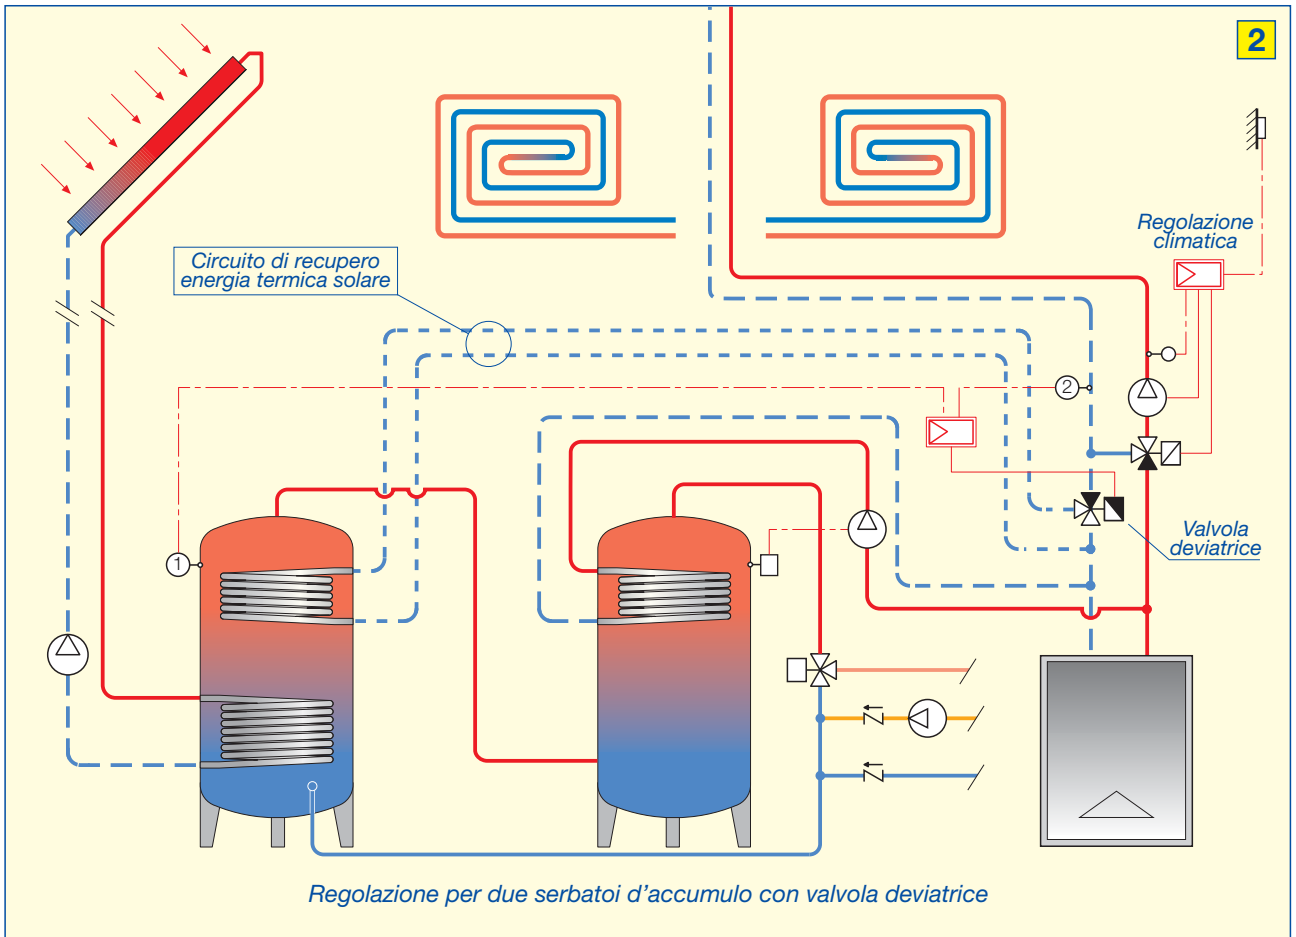 2
Regolazione
climatica
Circuito di recupero
energia termica solare
2
1
Valvola
deviatrice
Regolazione per due serbatoi d'accumulo con valvola deviatrice